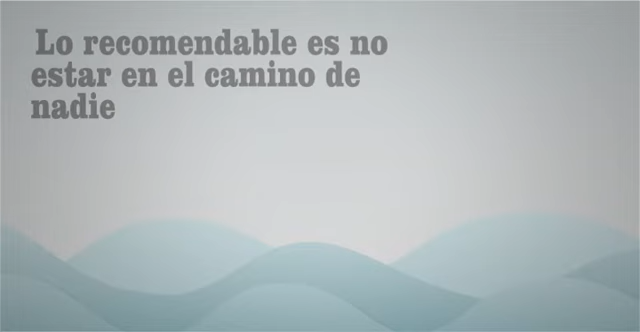 Lo recomendable es no
estar en el camino de
nadie